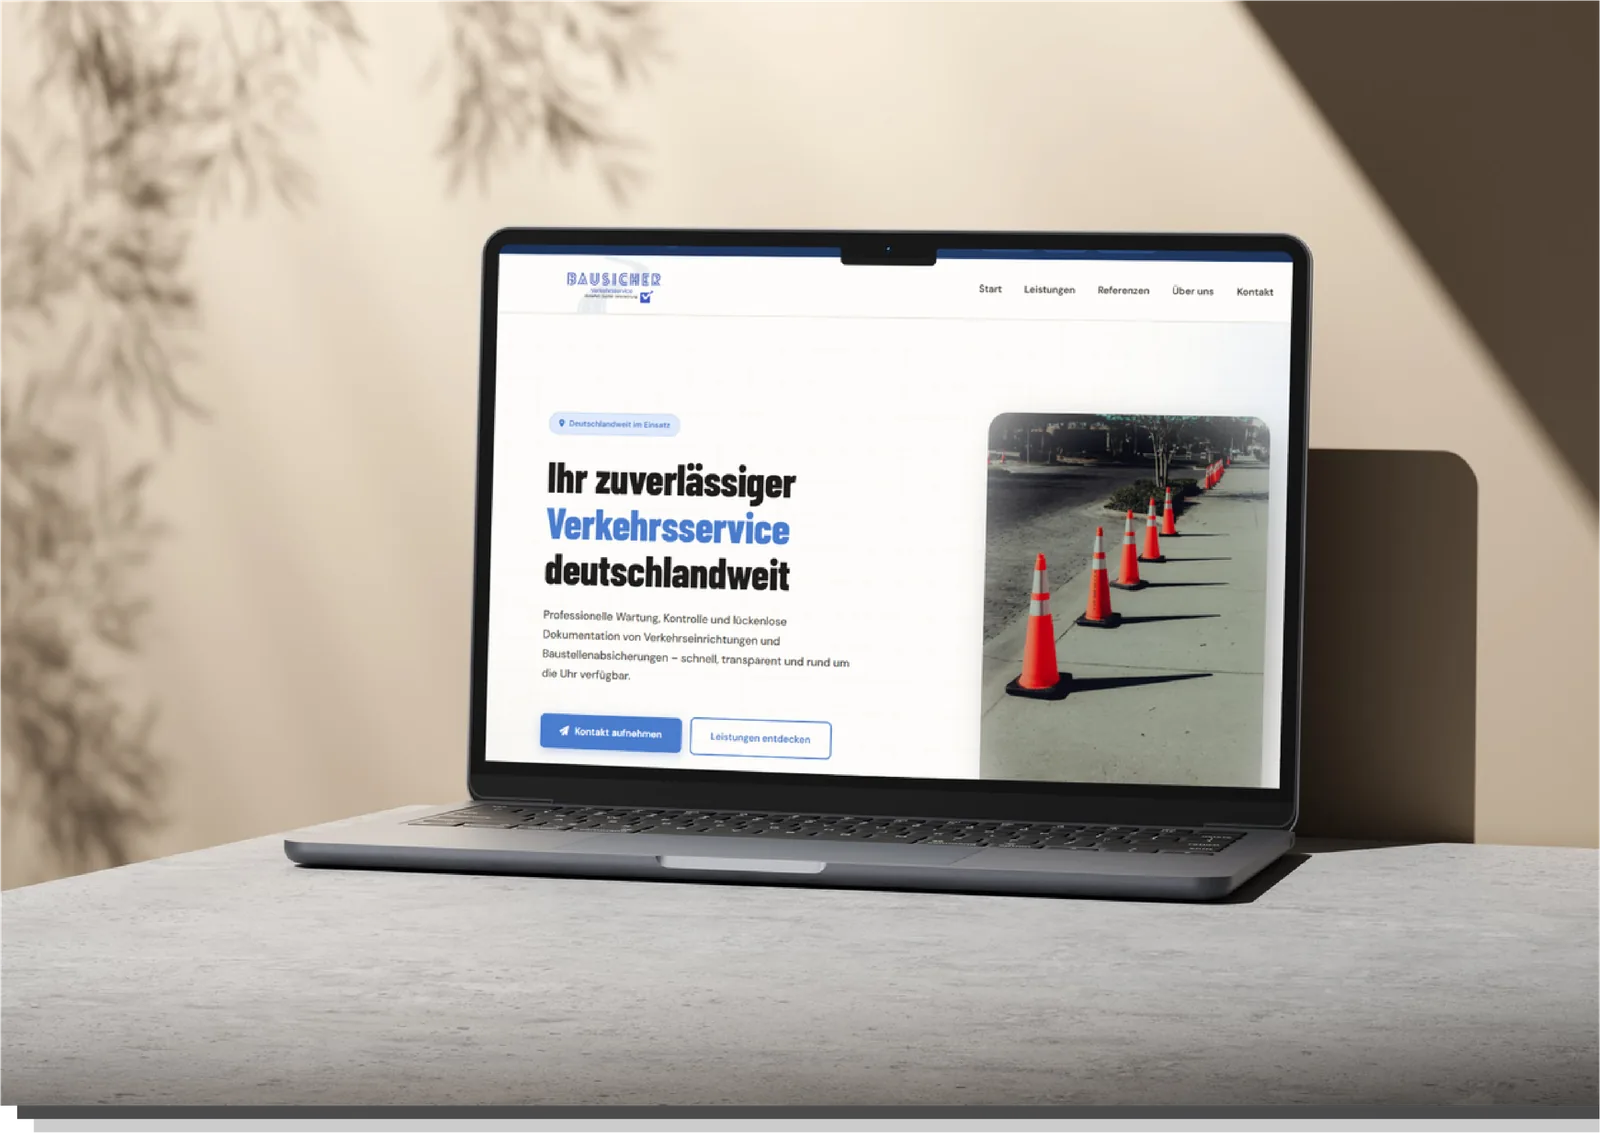 BAUSICHER
Verkehrsservice
Start
Leistungen
Referenzen
Über uns
Kontakt
Deutschlandweit im Einsatz
Ihr zuverlässiger
Verkehrsservice
deutschlandweit
Professionelle Wartung, Kontrolle und lückenlose
Dokumentation von Verkehrseinrichtungen und
Baustellenabsicherungen – schnell, transparent und rund um
die Uhr verfügbar.
Kontakt aufnehmen
Leistungen entdecken